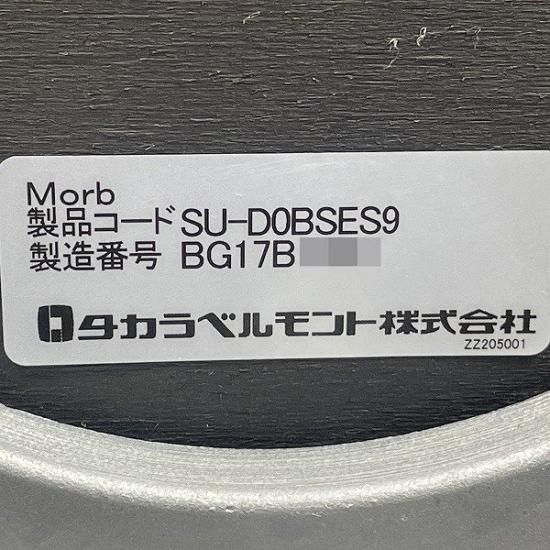 Morb
製品コード SU-D0BSES9
製造番号 BG17B
タカラベルモント株式会社
ZZ205001